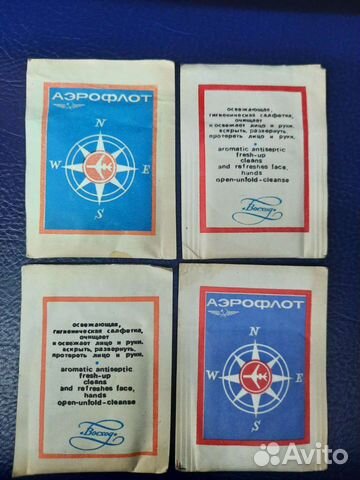 АЭРОФЛОТ
N
W E
S
освежающая,
гигиеническая салфетка,
очищает
и освежает лицо и руки.
вскрыть, развернуть,
протереть лицо и руки.
aromatic antiseptic
fresh-up
cleans
and refreshes face,
hands
open-unfold-cleanse
«Восход»
освежающая,
гигиеническая салфетка,
очищает
и освежает лицо и руки.
вскрыть, развернуть,
протереть лицо и руки.
aromatic antiseptic
fresh-up
cleans
and refreshes face,
hands
open-unfold-cleanse
«Восход»
АЭРОФЛОТ
N
W E
S
Avito